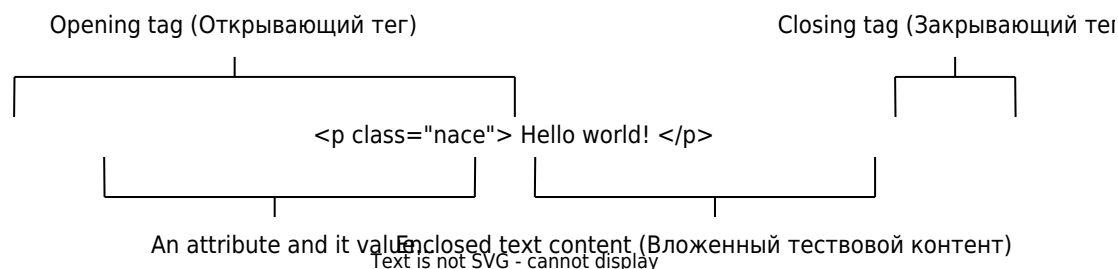 Opening tag (Открывающий тег)
Closing tag (Закрывающий тег
<p class="nace"> Hello world! </p>
An attribute and it value...
Enclosed text content (Вложенный тествовой контент)
Text is not SVG - cannot display